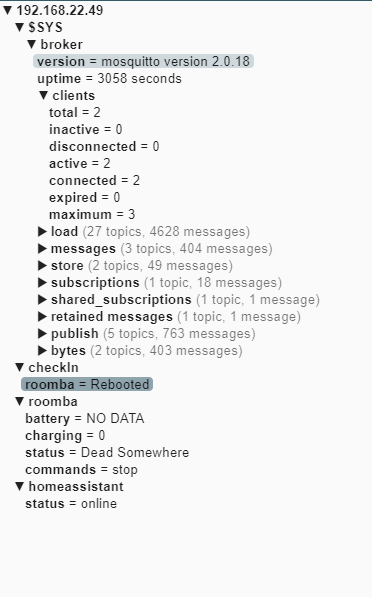 ▼ 192.168.22.49
▼ $SYS
▼ broker
version = mosquitto version 2.0.18
uptime = 3058 seconds
▼ clients
total = 2
inactive = 0
disconnected = 0
active = 2
connected = 2
expired = 0
maximum = 3
▶ load (27 topics, 4628 messages)
▶ messages (3 topics, 404 messages)
▶ store (2 topics, 49 messages)
▶ subscriptions (1 topic, 18 messages)
▶ shared_subscriptions (1 topic, 1 message)
▶ retained messages (1 topic, 1 message)
▶ publish (5 topics, 763 messages)
▶ bytes (2 topics, 403 messages)
▼ checkIn
roomba = Rebooted
▼ roomba
battery = NO DATA
charging = 0
status = Dead Somewhere
commands = stop
▼ homeassistant
status = online